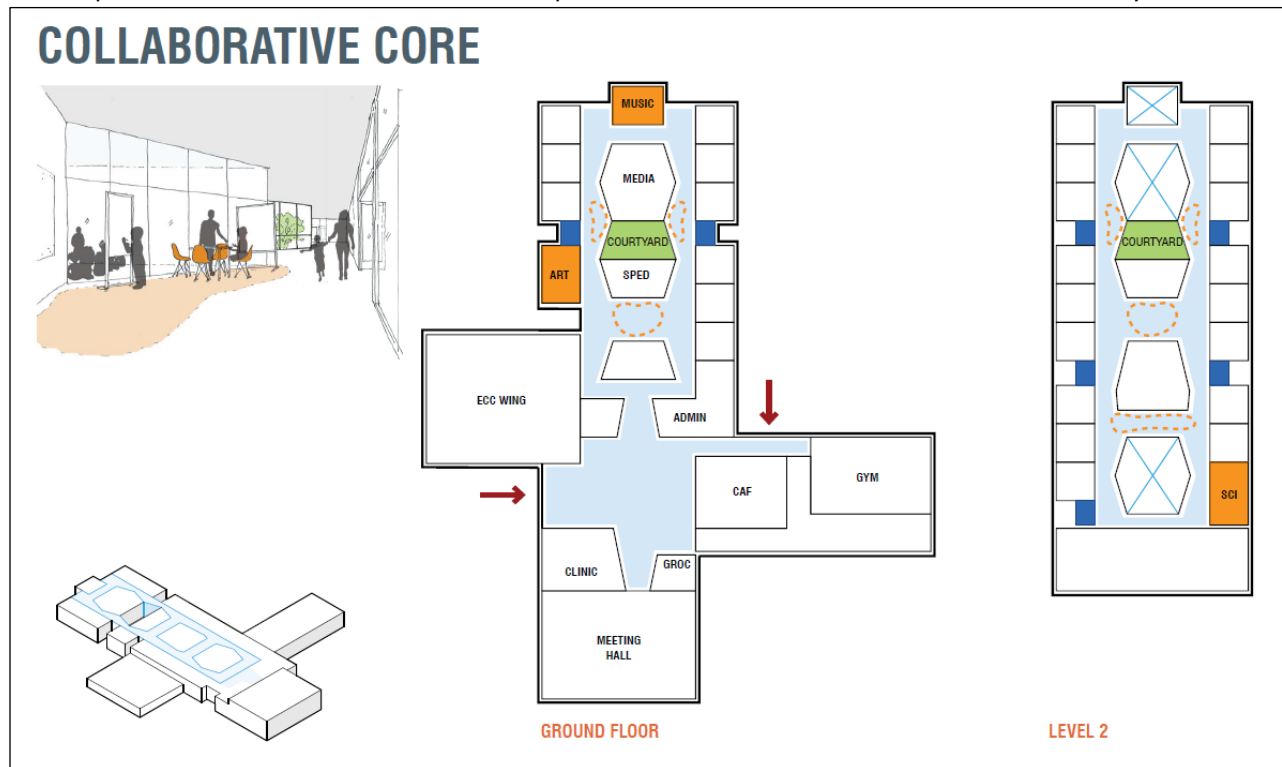 COLLABORATIVE CORE
MUSIC
MEDIA
COURTYARD
ART
SPED
ECC WING
ADMIN
CAF
GYM
CLINIC
GROC
MEETING
HALL
GROUND FLOOR
COURTYARD
SCI
LEVEL 2